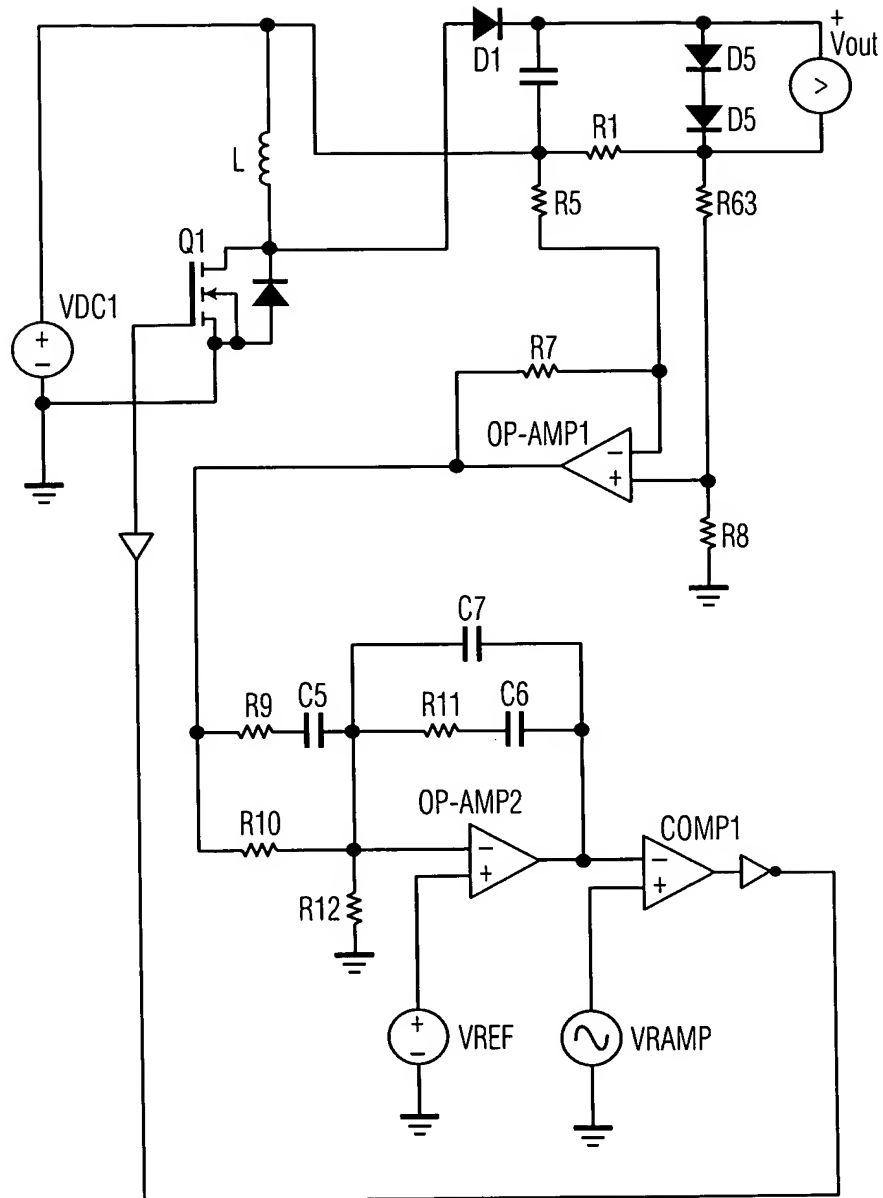 +
Vout
D1
D5
>
D5
R1
L
R5
R63
Q1
VDC1
+
−
R7
OP-AMP1
−
+
R8
C7
R9
C5
R11
C6
OP-AMP2
COMP1
R10
−
+
−
+
R12
+
−
VREF
VRAMP